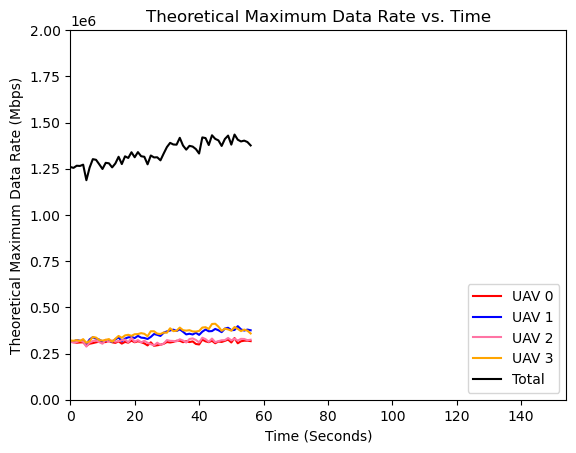 Theoretical Maximum Data Rate vs. Time
1e6
2.00
1.75
1.50
1.25
1.00
0.75
0.50
0.25
0.00
Theoretical Maximum Data Rate (Mbps)
UAV 0
UAV 1
UAV 2
UAV 3
Total
0 20 40 60 80 100 120 140
Time (Seconds)